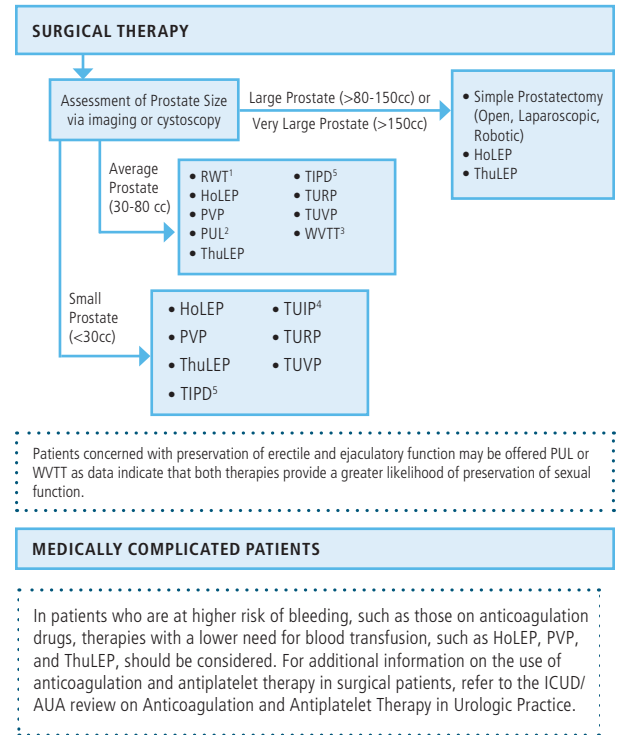 SURGICAL THERAPY
Assessment of Prostate Size
via imaging or cystoscopy
Large Prostate (>80-150cc) or
Very Large Prostate (>150cc)
• Simple Prostatectomy
(Open, Laparoscopic,
Robotic)
• HoLEP
• ThuLEP
Average
Prostate
(30-80 cc)
• RWT¹
• HoLEP
• PVP
• PUL²
• ThuLEP
• TIPD⁵
• TURP
• TUVP
• WVTT³
Small
Prostate
(<30cc)
• HoLEP
• PVP
• ThuLEP
• TIPD⁵
• TUIP⁴
• TURP
• TUVP
Patients concerned with preservation of erectile and ejaculatory function may be offered PUL or
WVTT as data indicate that both therapies provide a greater likelihood of preservation of sexual
function.
MEDICALLY COMPLICATED PATIENTS
In patients who are at higher risk of bleeding, such as those on anticoagulation
drugs, therapies with a lower need for blood transfusion, such as HoLEP, PVP,
and ThuLEP, should be considered. For additional information on the use of
anticoagulation and antiplatelet therapy in surgical patients, refer to the ICUD/
AUA review on Anticoagulation and Antiplatelet Therapy in Urologic Practice.